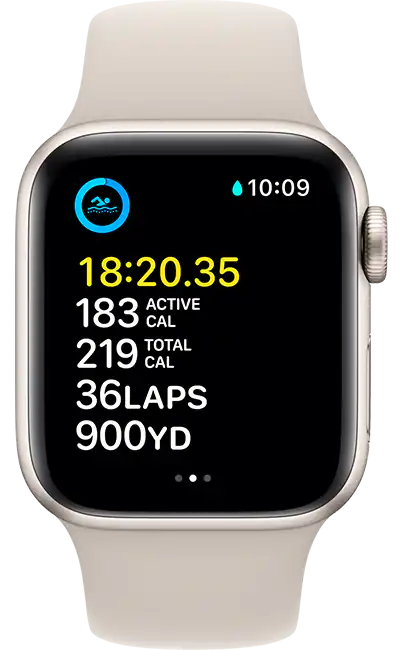 10:09
18:20.35
183 ACTIVE CAL
219 TOTAL CAL
36LAPS
900YD